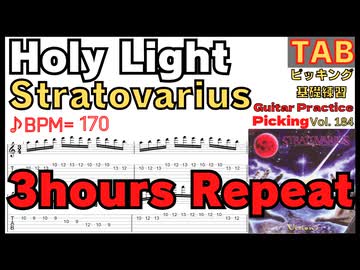 Holy Light
Stratovarius
♪BPM= 170
3hours Repeat
TAB
ピッキング
基礎練習
Guitar Practice
Picking Vol. 184
STRATOVARIUS
Visions